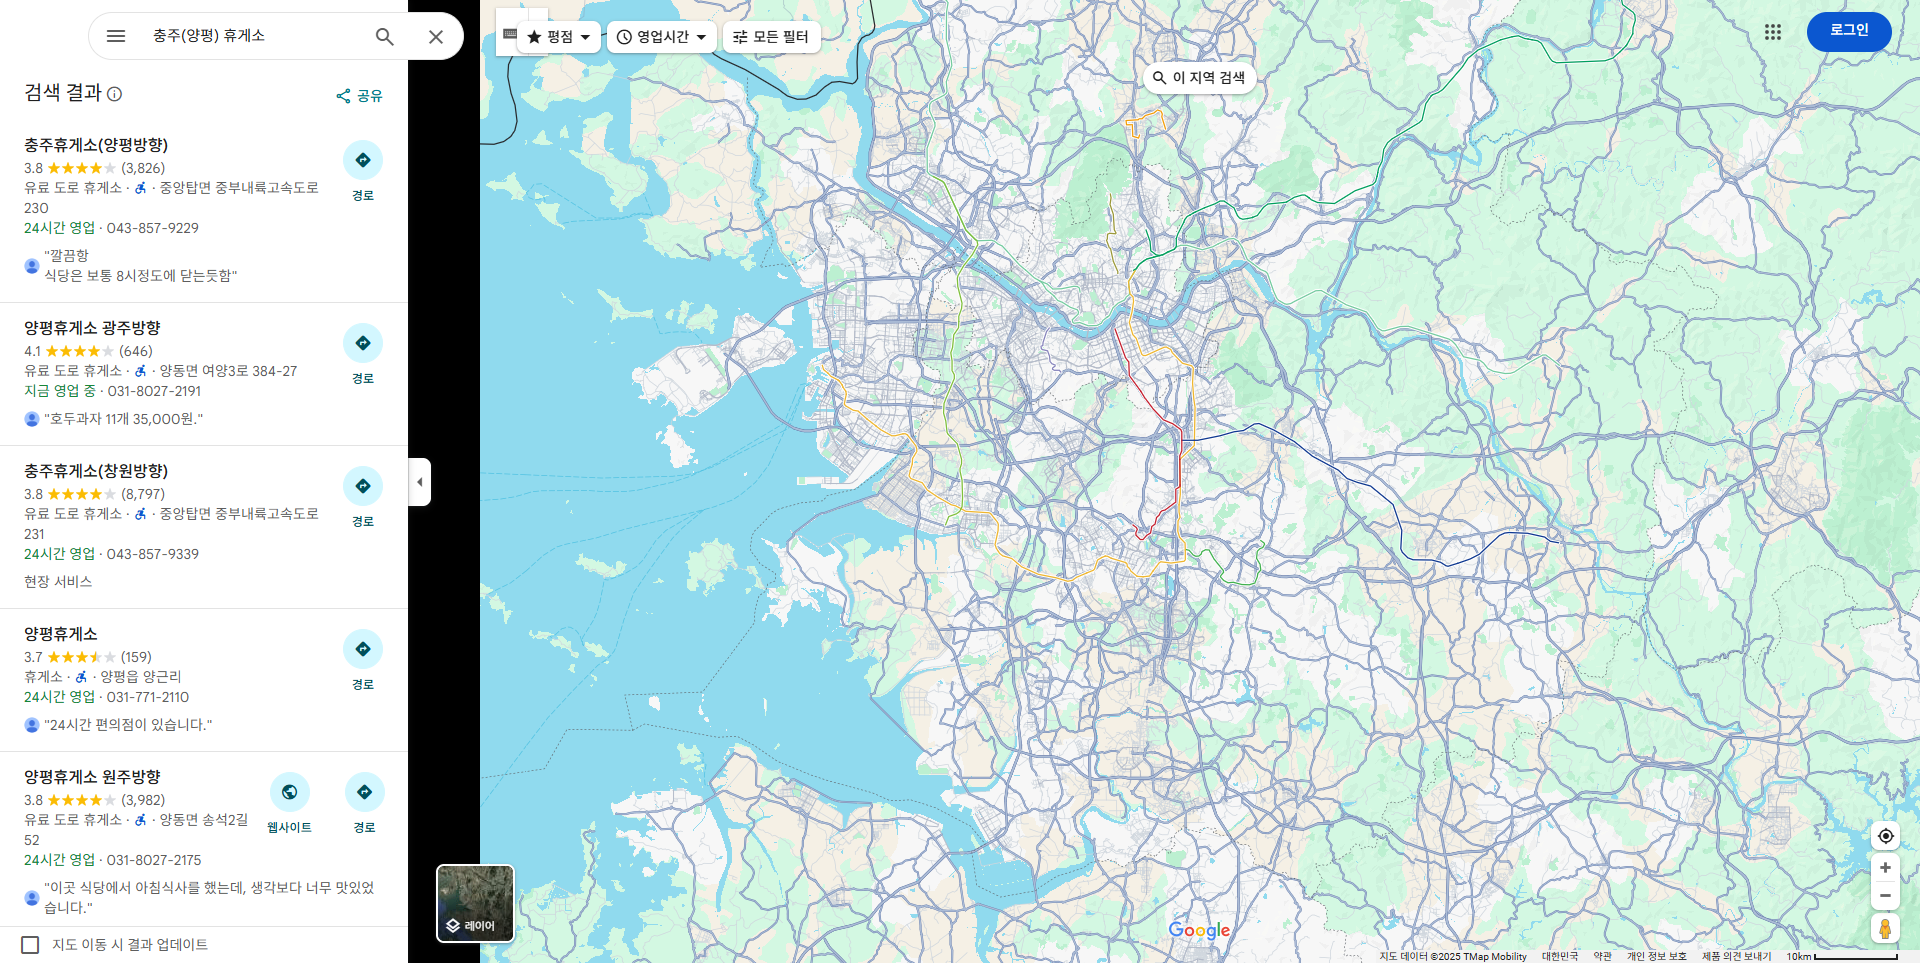 충주(양평) 휴게소
평점
영업시간
모든 필터
로그인
이 지역 검색
검색 결과
공유
충주휴게소(양평방향)
3.8 (3,826)
유료 도로 휴게소 · · 중앙탑면 중부내륙고속도로
230
24시간 영업 · 043-857-9229
경로
"깔끔항
식당은 보통 8시정도에 닫는듯함"
양평휴게소 광주방향
4.1 (646)
유료 도로 휴게소 · · 양동면 여양3로 384-27
지금 영업 중 · 031-8027-2191
경로
"호두과자 11개 35,000원."
충주휴게소(창원방향)
3.8 (8,797)
유료 도로 휴게소 · · 중앙탑면 중부내륙고속도로
231
24시간 영업 · 043-857-9339
경로
현장 서비스
양평휴게소
3.7 (159)
휴게소 · · 양평읍 양근리
24시간 영업 · 031-771-2110
경로
"24시간 편의점이 있습니다."
양평휴게소 원주방향
3.8 (3,982)
유료 도로 휴게소 · · 양동면 송석2길
52
24시간 영업 · 031-8027-2175
웹사이트
경로
"이곳 식당에서 아침식사를 했는데, 생각보다 너무 맛있었
습니다."
지도 이동 시 결과 업데이트
레이어
Google
지도 데이터 ©2025 TMap Mobility 대한민국 약관 개인 정보 보호 제품 의견 보내기 10km